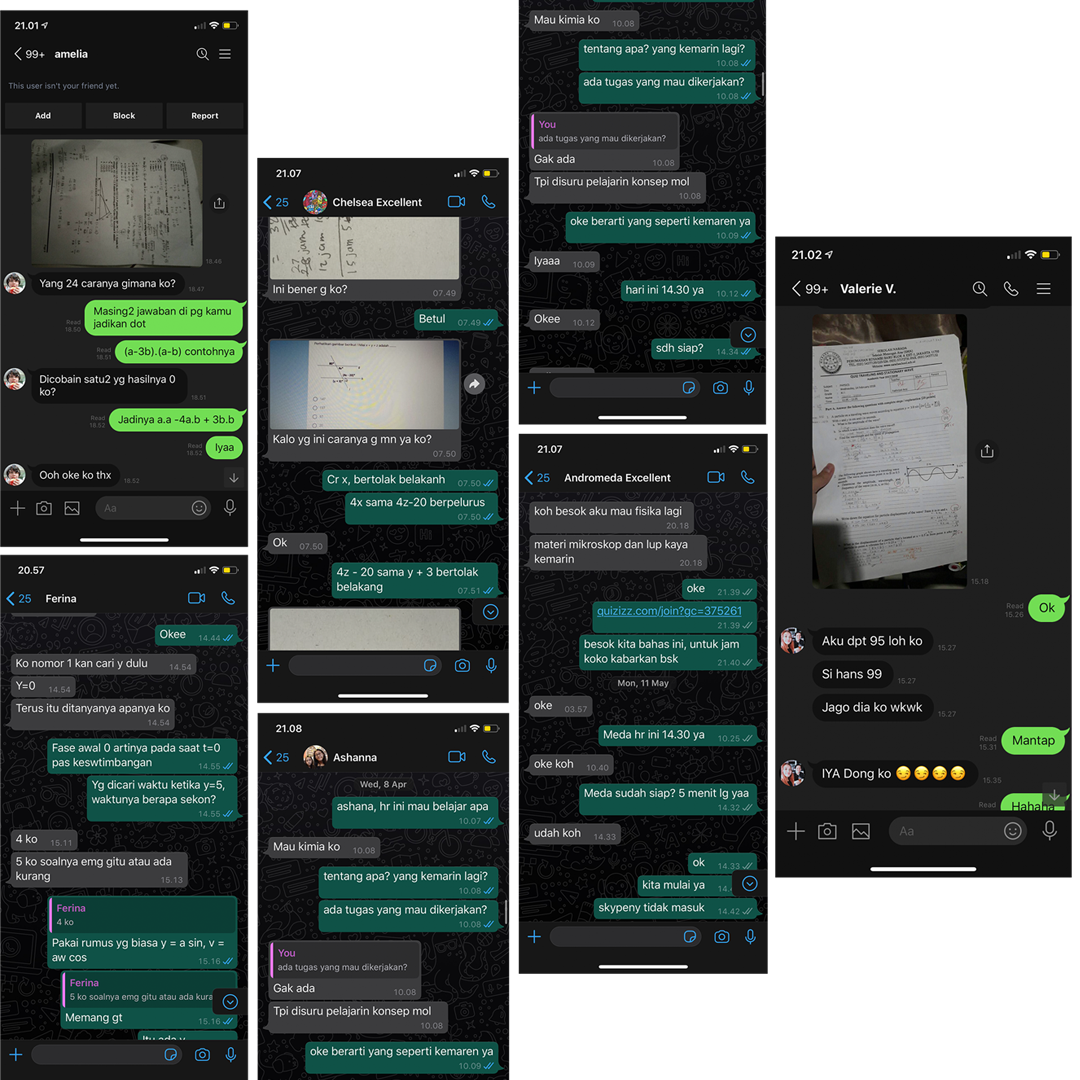 21.01
99+ amelia
This user isn't your friend yet.
Add Block Report
18.46
Yang 24 caranya gimana ko?
18.47
Masing2 jawaban di pg kamu
jadikan dot
Read
18.50
(a-3b).(a-b) contohnya
Read
18.51
Dicobain satu2 yg hasilnya 0
ko?
18.51
Jadinya a.a -4a.b + 3b.b
Read
18.52
Iyaa
Read
18.52
Ooh oke ko thx
18.52
Aa
20.57
25 Ferina
Okee 14.44
Ko nomor 1 kan cari y dulu 14.54
Y=0 14.54
Terus itu ditanyanya apanya ko
14.54
Fase awal 0 artinya pada saat t=0
pas keswtimbangan 14.55
Yg dicari waktu ketika y=5,
waktunya berapa sekon? 14.55
4 ko 15.11
5 ko soalnya emg gitu atau ada
kurang 15.13
Ferina
4 ko
Pakai rumus yg biasa y = a sin, v =
aw cos 15.16
Ferina
5 ko soalnya emg gitu atau ada kura
Memang gt 15.16
Itu ada y
21.07
25 Chelsea Excellent
27
28 jam
12 jam
15 jam
Ini bener g ko? 07.49
Betul 07.49
Kalo yg ini caranya g mn ya ko?
07.50
Cr x, bertolak belakanh 07.50
4x sama 4z-20 berpelurus
07.50
Ok 07.50
4z - 20 sama y + 3 bertolak
belakang 07.51
21.08
25 Ashanna
Wed, 8 Apr
ashana, hr ini mau belajar apa
10.07
Mau kimia ko 10.08
tentang apa? yang kemarin lagi?
10.08
ada tugas yang mau dikerjakan?
10.08
You
ada tugas yang mau dikerjakan?
Gak ada 10.08
Tpi disuru pelajarin konsep mol
10.08
oke berarti yang seperti kemaren ya
10.09
Mau kimia ko 10.08
tentang apa? yang kemarin lagi?
10.08
ada tugas yang mau dikerjakan?
10.08
You
ada tugas yang mau dikerjakan?
Gak ada 10.08
Tpi disuru pelajarin konsep mol
10.08
oke berarti yang seperti kemaren ya
10.09
Iyaaa 10.09
hari ini 14.30 ya 10.12
Okee 10.12
sdh siap? 14.34
21.07
25 Andromeda Excellent
koh besok aku mau fisika lagi
20.18
materi mikroskop dan lup kaya
kemarin 20.18
oke 21.39
quizizz.com/join?gc=375261
21.39
besok kita bahas ini, untuk jam
koko kabarkan bsk 21.40
Mon, 11 May
oke 03.57
Meda hr ini 14.30 ya 10.25
oke koh 10.40
Meda sudah siap? 5 menit lg yaa
14.32
udah koh 14.33
ok 14.33
kita mulai ya
skypeny tidak masuk 14.42
21.02
99+ Valerie V.
15.18
Ok
Read
15.26
Aku dpt 95 loh ko
15.27
Si hans 99
15.27
Jago dia ko wkwk
15.27
Mantap
Read
15.31
IYA Dong ko 😏😏😏😏
15.35
Hahaha
Read
Aa